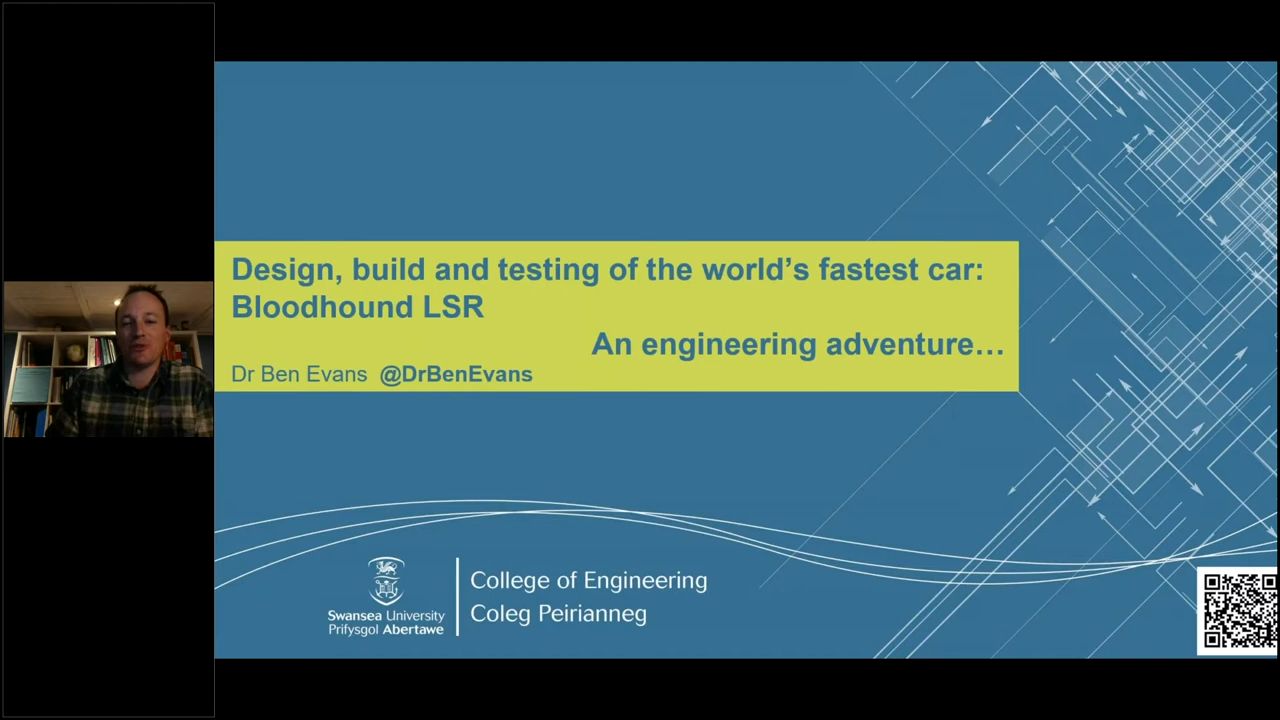 Design, build and testing of the world’s fastest car:
Bloodhound LSR
An engineering adventure…
Dr Ben Evans @DrBenEvans
Swansea University
Prifysgol Abertawe
College of Engineering
Coleg Peirianneg